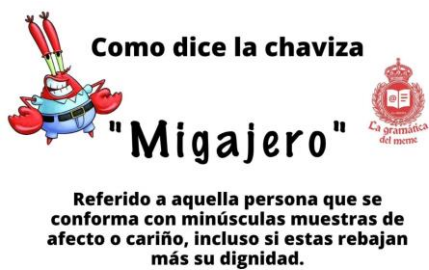 Como dice la chaviza
"Migajero"
La gramática
del meme
Referido a aquella persona que se
conforma con minúsculas muestras de
afecto o cariño, incluso si estas rebajan
más su dignidad.